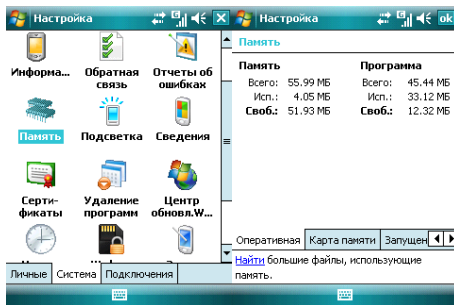 Настройка
Информа...
Обратная связь
Отчеты об ошибках
Память
Подсветка
Сведения
Серти-фикаты
Удаление программ
Центр обновл.W...
Личные Система Подключения
Настройка ok
Память
Память Программа
Всего: 55.99 МБ Всего: 45.44 МБ
Исп.: 4.05 МБ Исп.: 33.12 МБ
Своб.: 51.93 МБ Своб.: 12.32 МБ
Оперативная Карта памяти Запущен
Найти большие файлы, использующие
память.